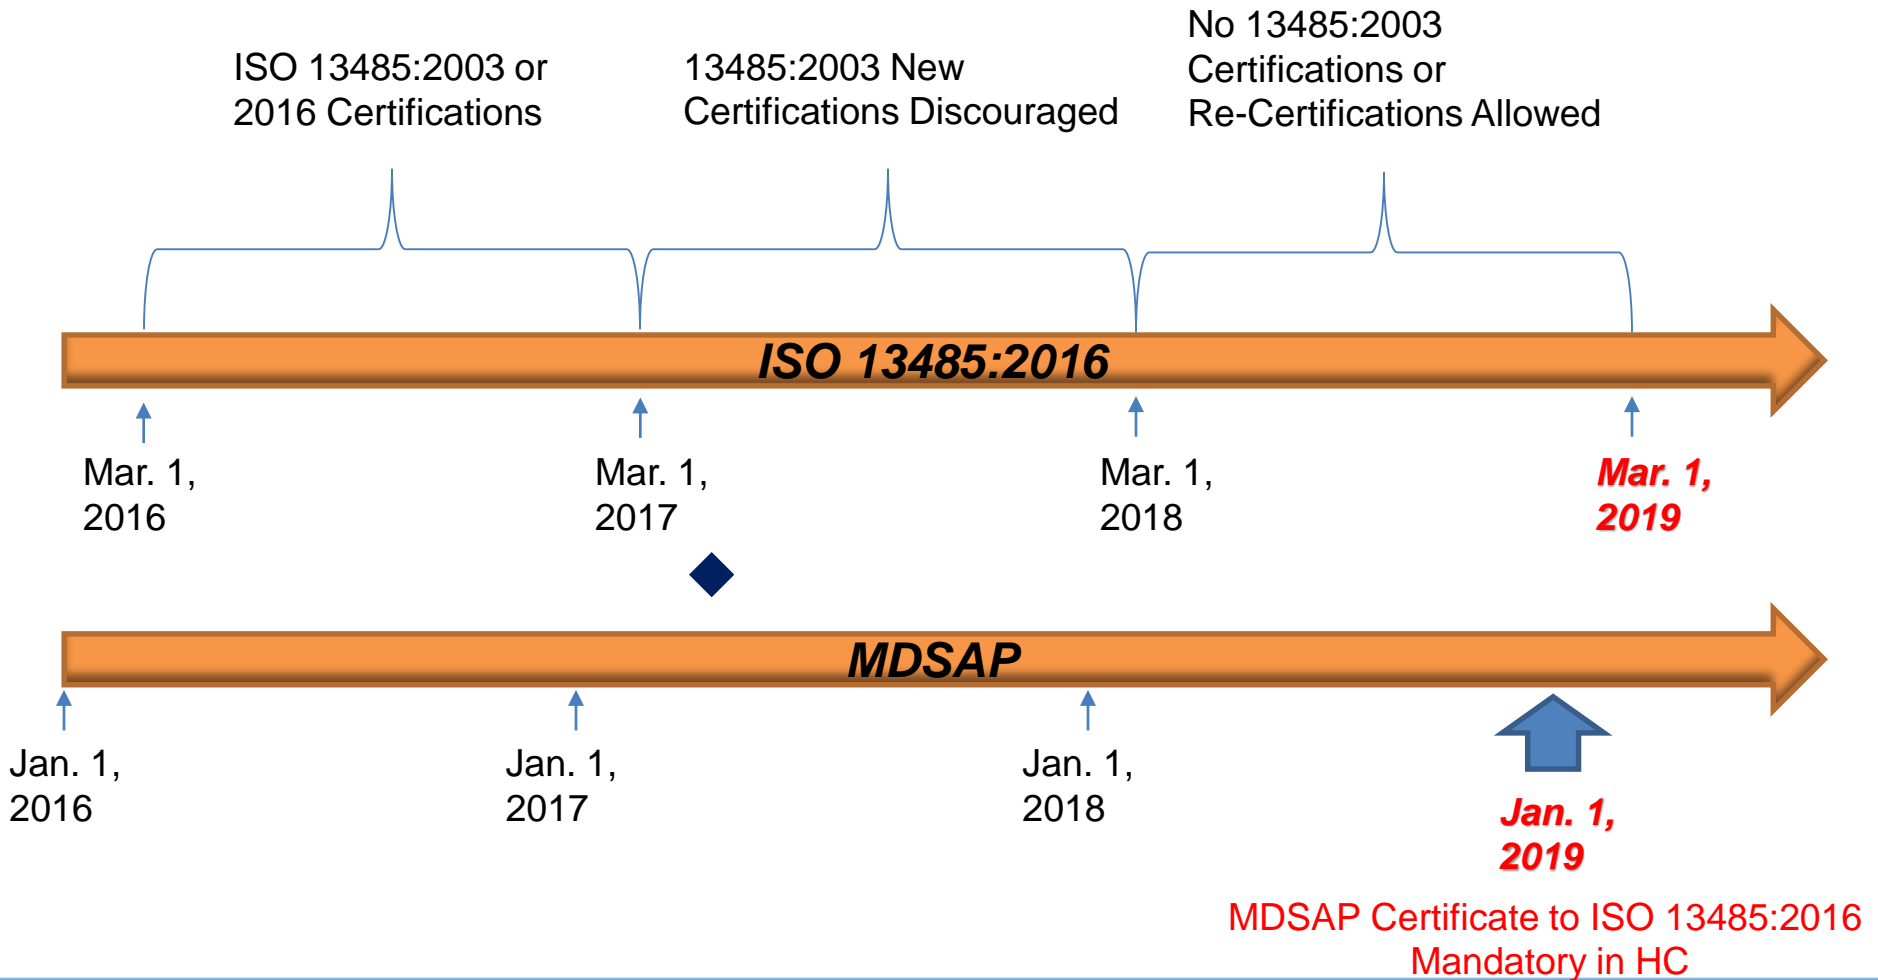 ISO 13485:2003 or
2016 Certifications
13485:2003 New
Certifications Discouraged
No 13485:2003
Certifications or
Re-Certifications Allowed
ISO 13485:2016
Mar. 1,
2016
Mar. 1,
2017
Mar. 1,
2018
Mar. 1,
2019
MDSAP
Jan. 1,
2016
Jan. 1,
2017
Jan. 1,
2018
Jan. 1,
2019
MDSAP Certificate to ISO 13485:2016
Mandatory in HC